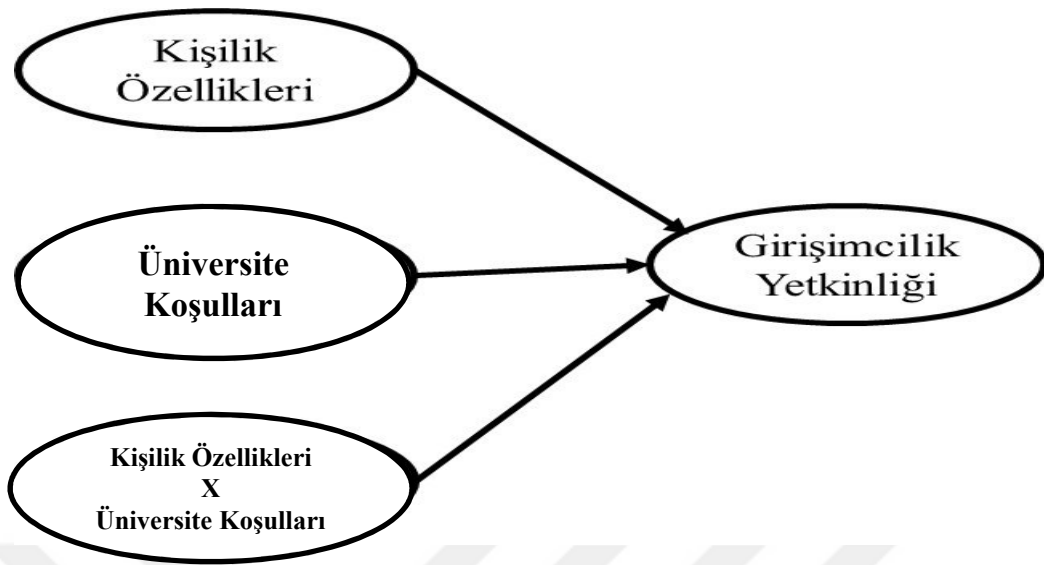 Kişilik
Özellikleri
Üniversite
Koşulları
Kişilik Özellikleri
X
Üniversite Koşulları
Girişimcilik
Yetkinliği